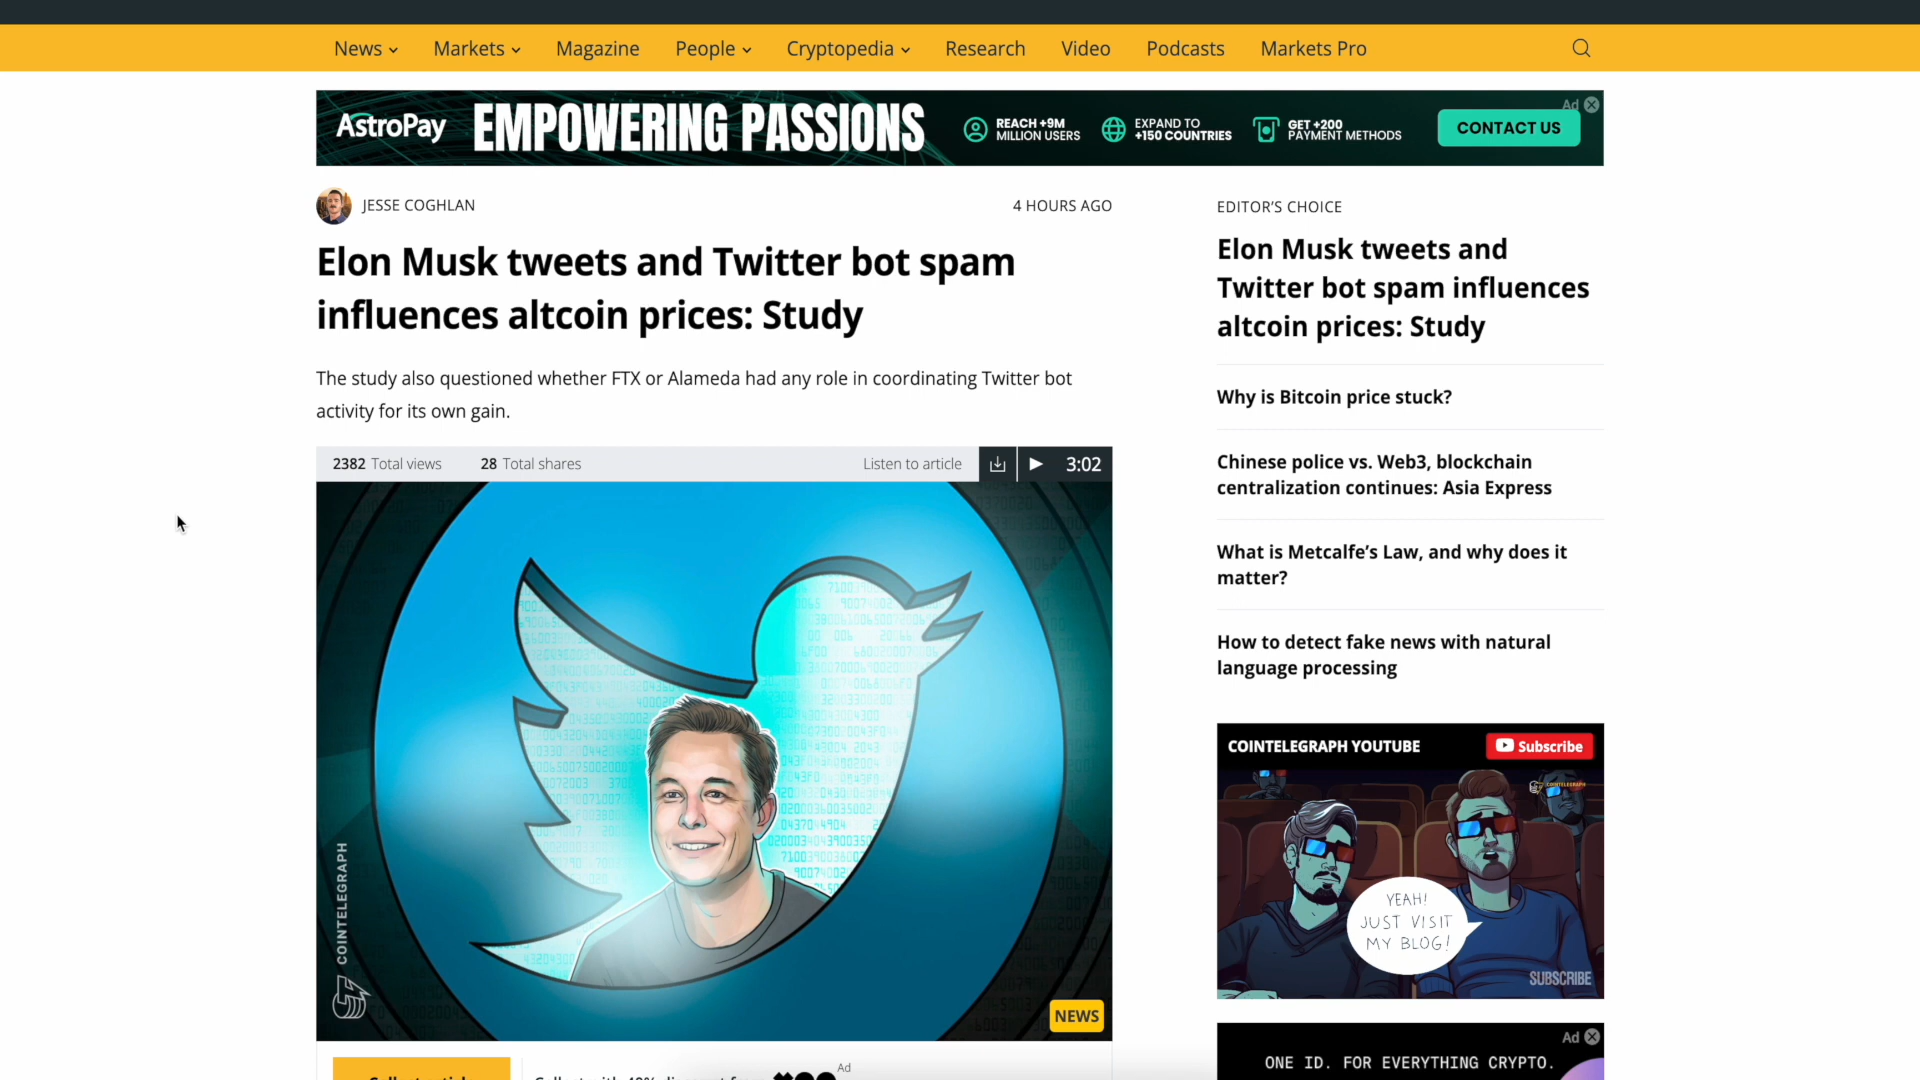 News
Markets
Magazine
People
Cryptopedia
Research
Video
Podcasts
Markets Pro
AstroPay
EMPOWERING PASSIONS
REACH +9M
MILLION USERS
EXPAND TO
+150 COUNTRIES
GET +200
PAYMENT METHODS
CONTACT US
Ad
JESSE COGHLAN
4 HOURS AGO
Elon Musk tweets and Twitter bot spam
influences altcoin prices: Study
The study also questioned whether FTX or Alameda had any role in coordinating Twitter bot
activity for its own gain.
2382 Total views
28 Total shares
Listen to article
3:02
COINTELEGRAPH
NEWS
Ad
EDITOR'S CHOICE
Elon Musk tweets and
Twitter bot spam influences
altcoin prices: Study
Why is Bitcoin price stuck?
Chinese police vs. Web3, blockchain
centralization continues: Asia Express
What is Metcalfe's Law, and why does it
matter?
How to detect fake news with natural
language processing
COINTELEGRAPH YOUTUBE
Subscribe
COINTELEGRAPH
YEAH!
JUST VISIT
MY BLOG!
SUBSCRIBE
Ad
ONE ID. FOR EVERYTHING CRYPTO.